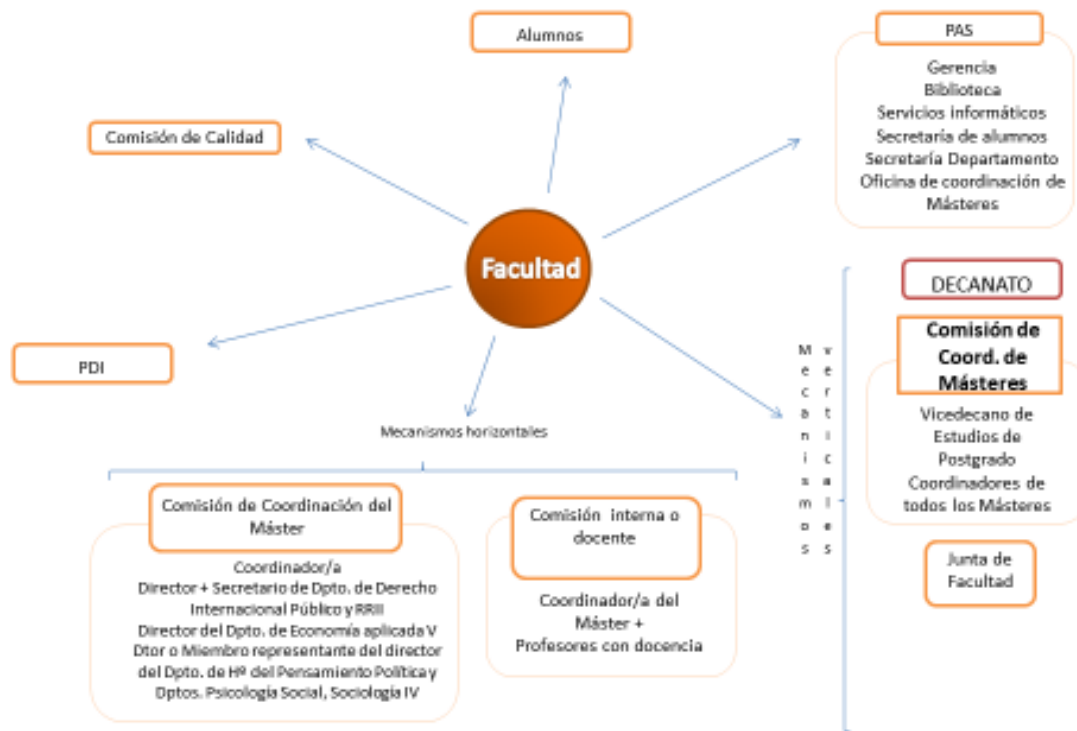 Alumnos
PAS
Gerencia
Biblioteca
Servicios informáticos
Secretaría de alumnos
Secretaría Departamento
Oficina de coordinación de
Másteres
Comisión de Calidad
Facultad
PDI
DECANATO
Comisión de
Coord. de
Másteres
Vicedecano de
Estudios de
Postgrado
Coordinadores de
todos los Másteres
Junta de
Facultad
Mecanismos
verticales
Mecanismos horizontales
Comisión de Coordinación del
Máster
Coordinador/a
Director + Secretario de Dpto. de Derecho
Internacional Público y RRII
Director del Dpto. de Economía aplicada V
Dtor o Miembro representante del director
del Dpto. de Hº del Pensamiento Política y
Dptos. Psicología Social, Sociología IV
Comisión interna o
docente
Coordinador/a del
Máster +
Profesores con docencia